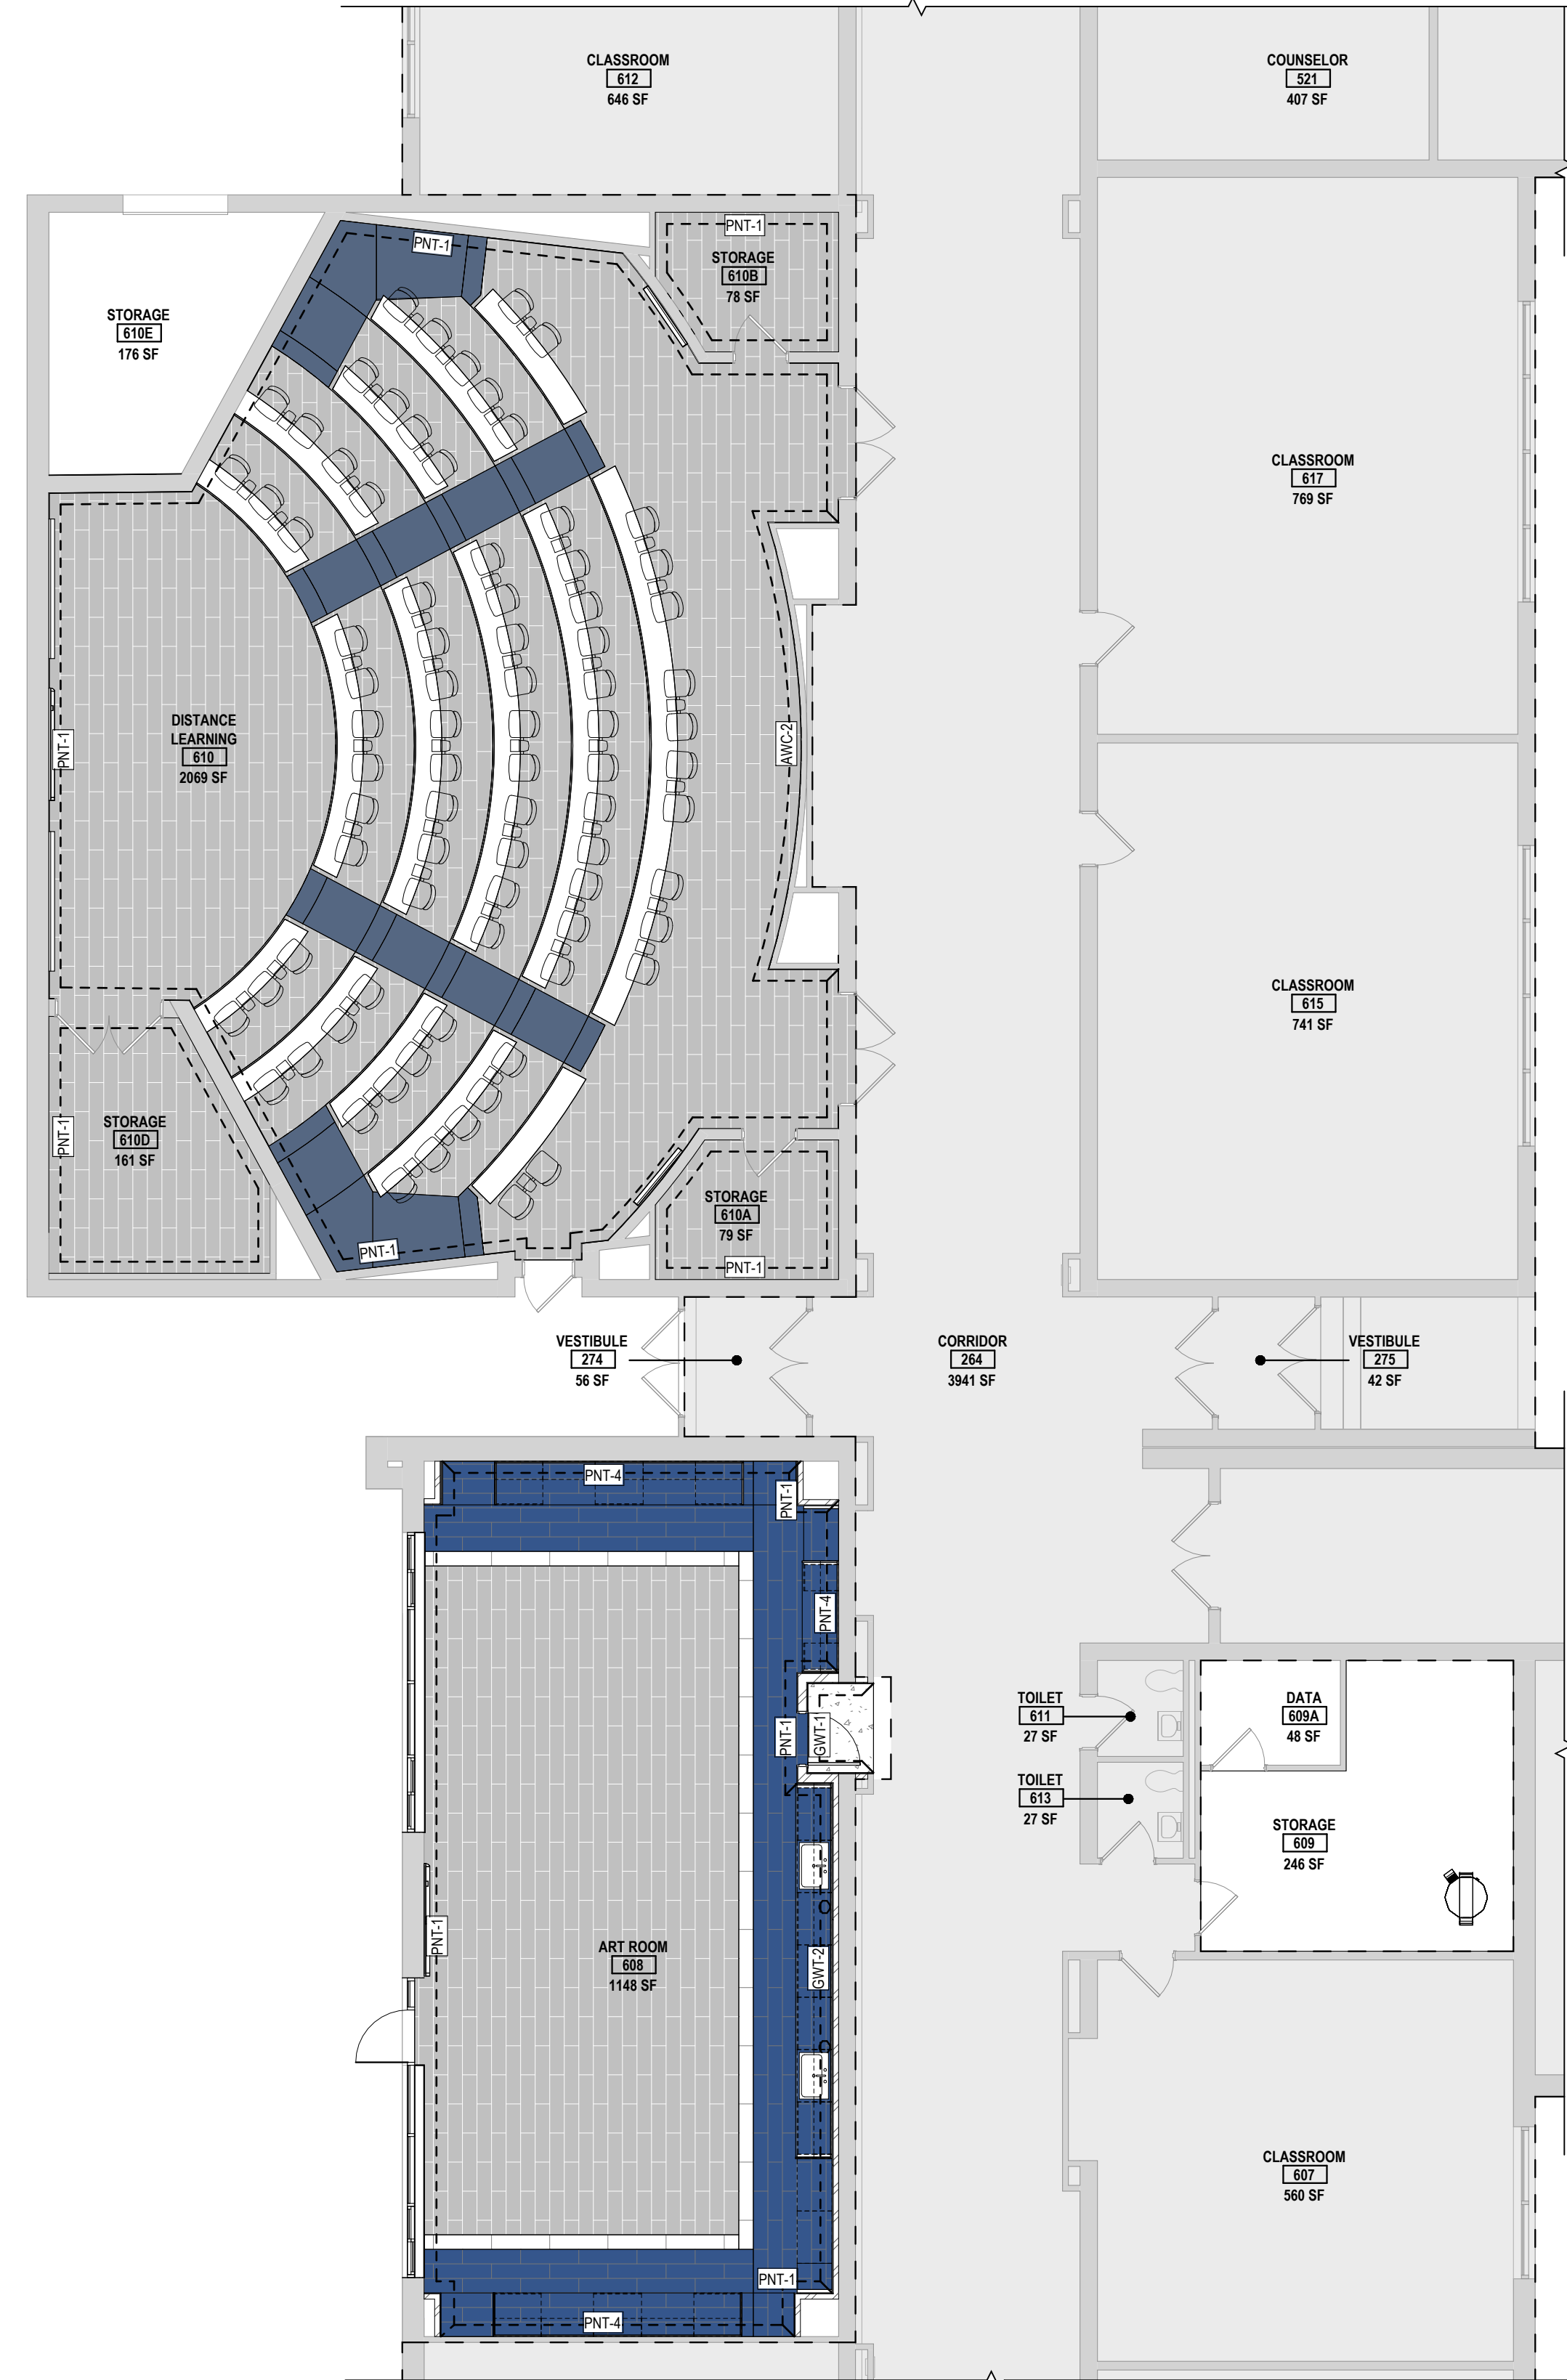 CLASSROOM
612
646 SF
COUNSELOR
521
407 SF
PNT-1
PNT-1
STORAGE
610B
78 SF
STORAGE
610E
176 SF
CLASSROOM
617
769 SF
DISTANCE
LEARNING
610
2069 SF
PNT-1
AWC-2
CLASSROOM
615
741 SF
STORAGE
610D
161 SF
PNT-1
STORAGE
610A
79 SF
PNT-1
PNT-1
VESTIBULE
274
56 SF
CORRIDOR
264
3941 SF
VESTIBULE
275
42 SF
PNT-4
PNT-1
PNT-4
PNT-1
GWT-1
TOILET
611
27 SF
DATA
609A
48 SF
TOILET
613
27 SF
STORAGE
609
246 SF
PNT-1
ART ROOM
608
1148 SF
GWT-2
CLASSROOM
607
560 SF
PNT-1
PNT-4